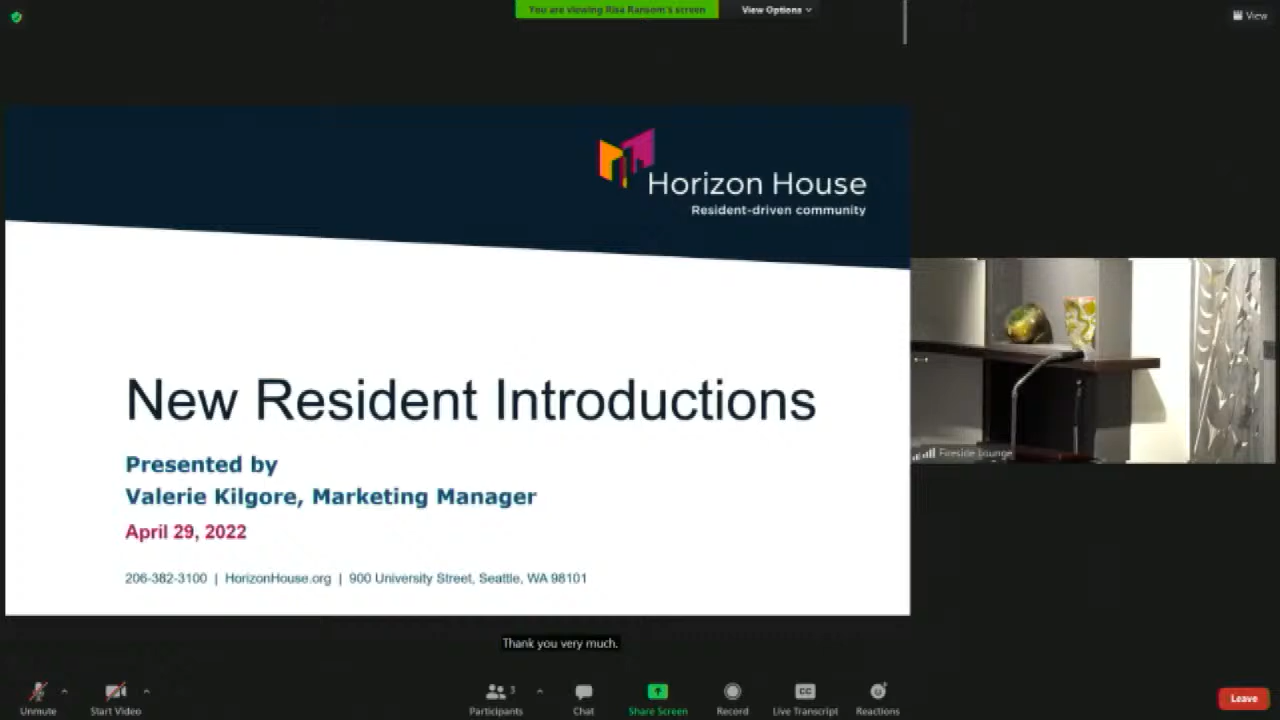 You are viewing Risa Ransom's screen
View Options
View
Horizon House
Resident-driven community
New Resident Introductions
Presented by
Valerie Kilgore, Marketing Manager
April 29, 2022
206-382-3100 | HorizonHouse.org | 900 University Street, Seattle, WA 98101
Fireside Lounge
Thank you very much.
Unmute
Start Video
Participants
3
Chat
Share Screen
Record
CC
Live Transcript
Reactions
Leave